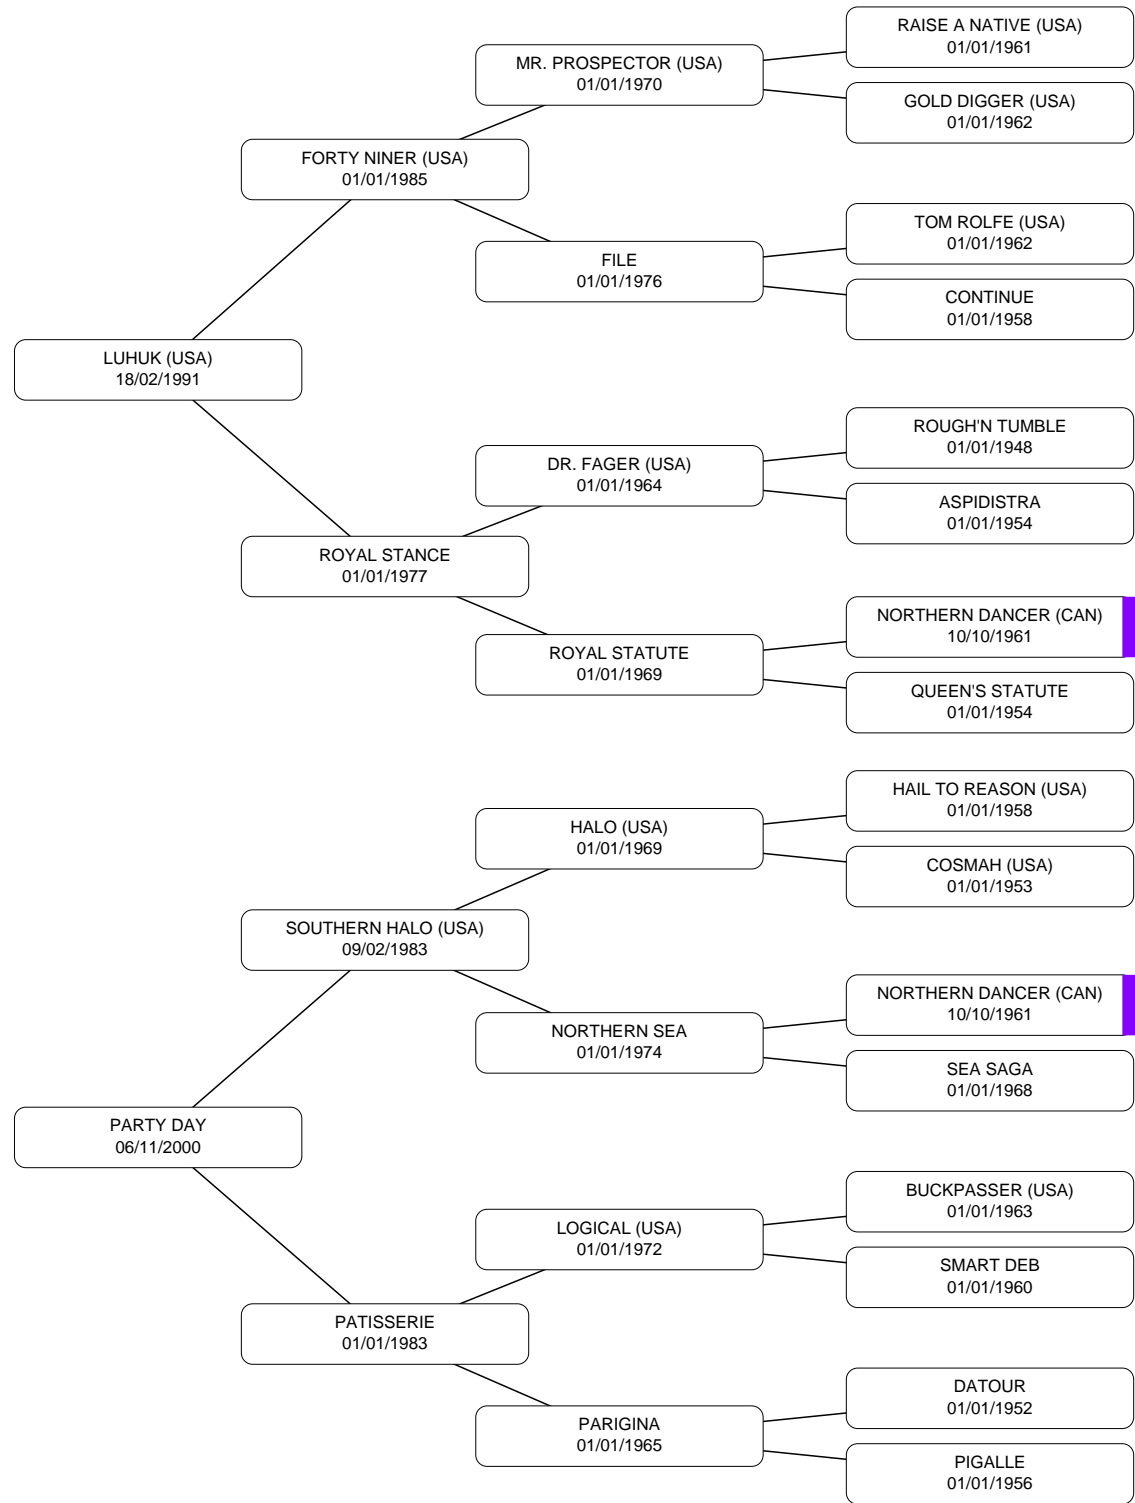 RAISE A NATIVE (USA)
01/01/1961
MR. PROSPECTOR (USA)
01/01/1970
GOLD DIGGER (USA)
01/01/1962
FORTY NINER (USA)
01/01/1985
TOM ROLFE (USA)
01/01/1962
FILE
01/01/1976
CONTINUE
01/01/1958
LUHUK (USA)
18/02/1991
ROUGH'N TUMBLE
01/01/1948
DR. FAGER (USA)
01/01/1964
ASPIDISTRA
01/01/1954
ROYAL STANCE
01/01/1977
NORTHERN DANCER (CAN)
10/10/1961
ROYAL STATUTE
01/01/1969
QUEEN'S STATUTE
01/01/1954
HAIL TO REASON (USA)
01/01/1958
HALO (USA)
01/01/1969
COSMAH (USA)
01/01/1953
SOUTHERN HALO (USA)
09/02/1983
NORTHERN DANCER (CAN)
10/10/1961
NORTHERN SEA
01/01/1974
SEA SAGA
01/01/1968
PARTY DAY
06/11/2000
BUCKPASSER (USA)
01/01/1963
LOGICAL (USA)
01/01/1972
SMART DEB
01/01/1960
PATISSERIE
01/01/1983
DATOUR
01/01/1952
PARIGINA
01/01/1965
PIGALLE
01/01/1956